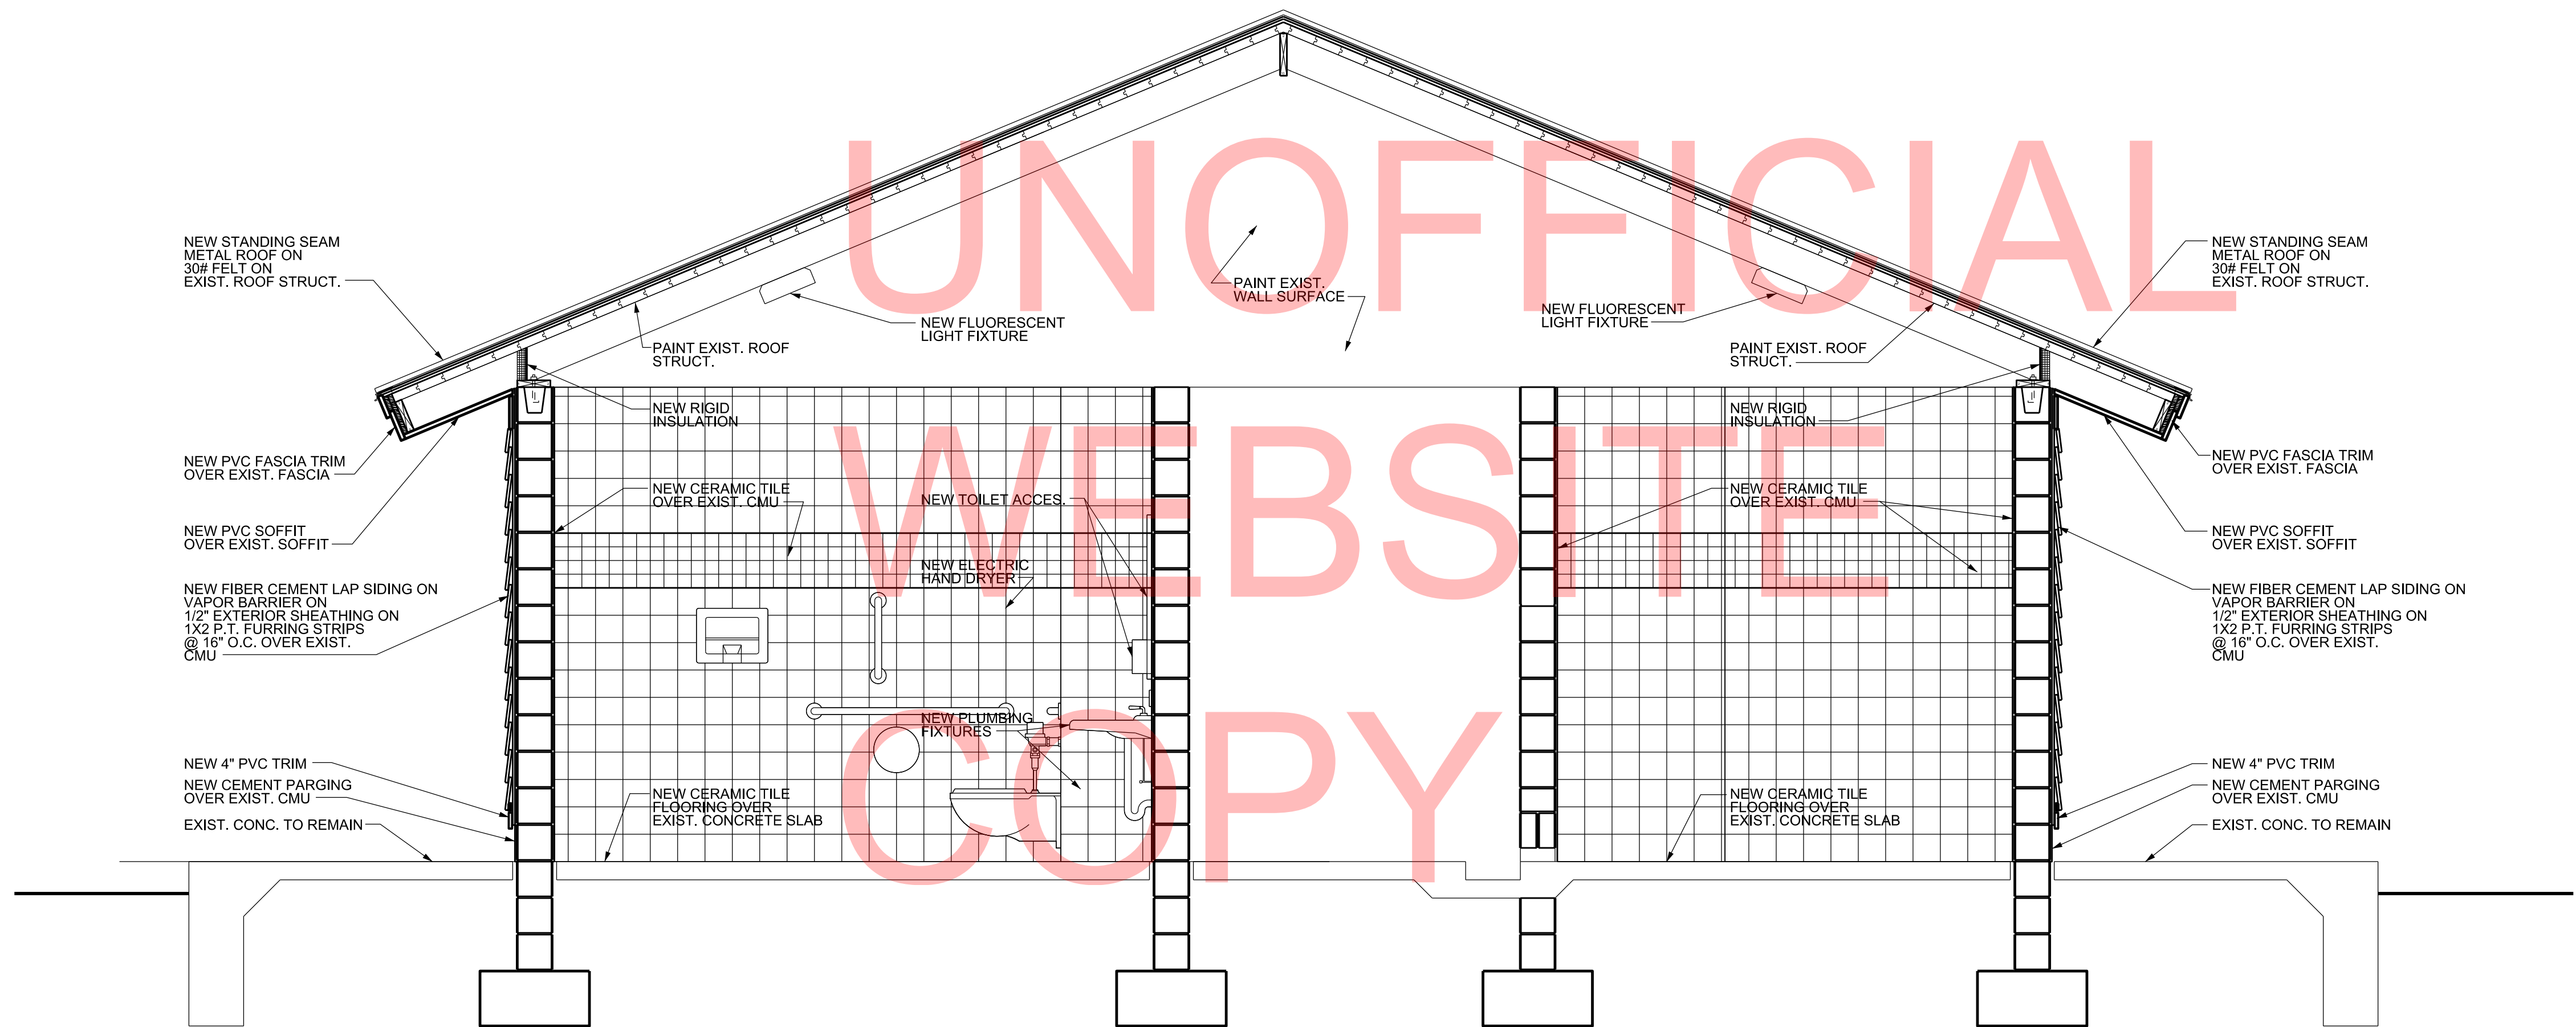 UNOFFICIAL
WEBSITE
COPY
NEW STANDING SEAM
METAL ROOF ON
30# FELT ON
EXIST. ROOF STRUCT.
NEW PVC FASCIA TRIM
OVER EXIST. FASCIA
NEW PVC SOFFIT
OVER EXIST. SOFFIT
NEW FIBER CEMENT LAP SIDING ON
VAPOR BARRIER ON
1/2" EXTERIOR SHEATHING ON
1X2 P.T. FURRING STRIPS
@ 16" O.C. OVER EXIST.
CMU
NEW 4" PVC TRIM
NEW CEMENT PARGING
OVER EXIST. CMU
EXIST. CONC. TO REMAIN
PAINT EXIST. ROOF
STRUCT.
NEW RIGID
INSULATION
NEW CERAMIC TILE
OVER EXIST. CMU
NEW CERAMIC TILE
FLOORING OVER
EXIST. CONCRETE SLAB
NEW FLUORESCENT
LIGHT FIXTURE
NEW TOILET ACCES.
NEW ELECTRIC
HAND DRYER
NEW PLUMBING
FIXTURES
PAINT EXIST.
WALL SURFACE
NEW FLUORESCENT
LIGHT FIXTURE
PAINT EXIST. ROOF
STRUCT.
NEW RIGID
INSULATION
NEW CERAMIC TILE
OVER EXIST. CMU
NEW CERAMIC TILE
FLOORING OVER
EXIST. CONCRETE SLAB
NEW STANDING SEAM
METAL ROOF ON
30# FELT ON
EXIST. ROOF STRUCT.
NEW PVC FASCIA TRIM
OVER EXIST. FASCIA
NEW PVC SOFFIT
OVER EXIST. SOFFIT
NEW FIBER CEMENT LAP SIDING ON
VAPOR BARRIER ON
1/2" EXTERIOR SHEATHING ON
1X2 P.T. FURRING STRIPS
@ 16" O.C. OVER EXIST.
CMU
NEW 4" PVC TRIM
NEW CEMENT PARGING
OVER EXIST. CMU
EXIST. CONC. TO REMAIN